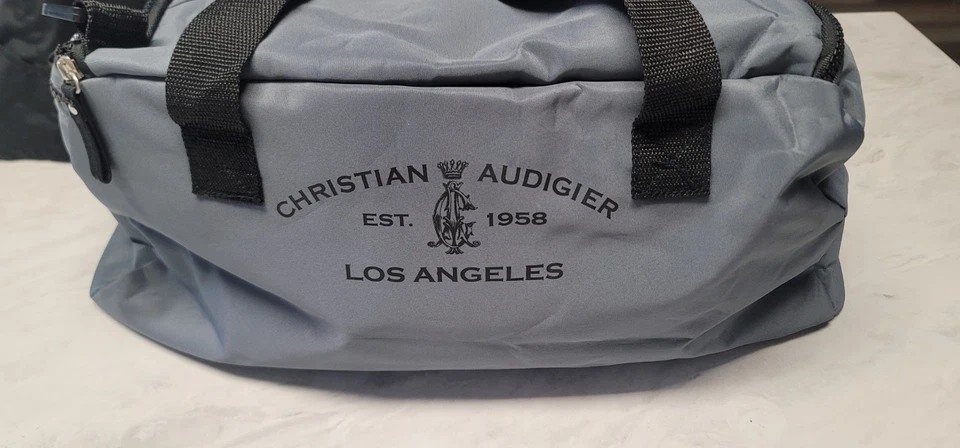 CHRISTIAN AUDIGIER
EST. 1958
LOS ANGELES